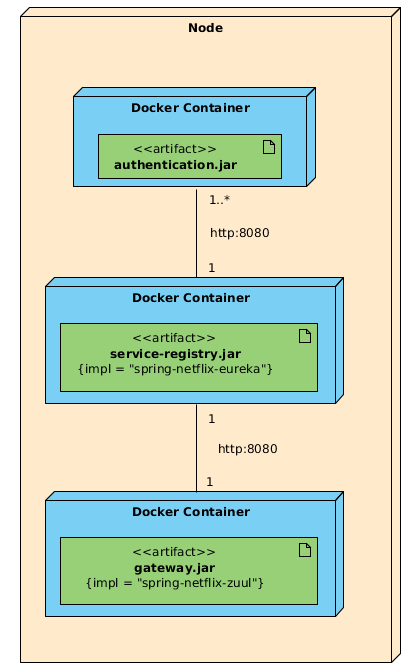 Node
Docker Container
<<artifact>>
authentication.jar
1..*
http:8080
1
Docker Container
<<artifact>>
service-registry.jar
{impl = "spring-netflix-eureka"}
1
http:8080
1
Docker Container
<<artifact>>
gateway.jar
{impl = "spring-netflix-zuul"}